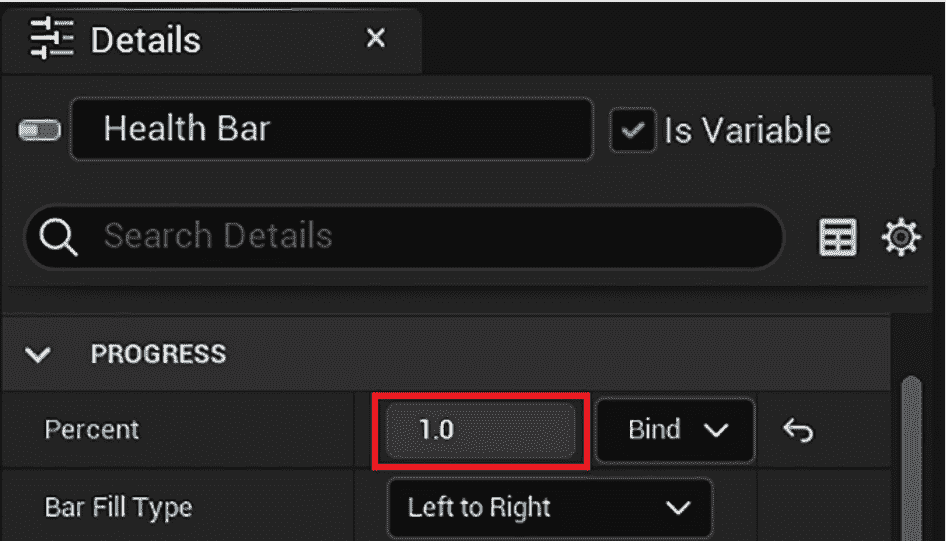 Details
Health Bar
Is Variable
Search Details
PROGRESS
Percent 1.0 Bind
Bar Fill Type Left to Right